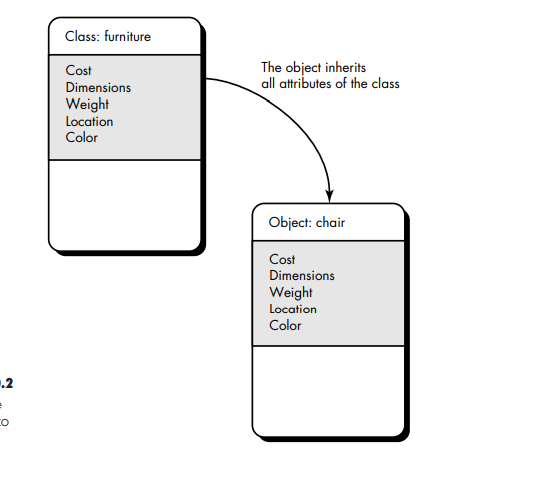 Class: furniture
Cost
Dimensions
Weight
Location
Color
The object inherits
all attributes of the class
Object: chair
Cost
Dimensions
Weight
Location
Color
.2